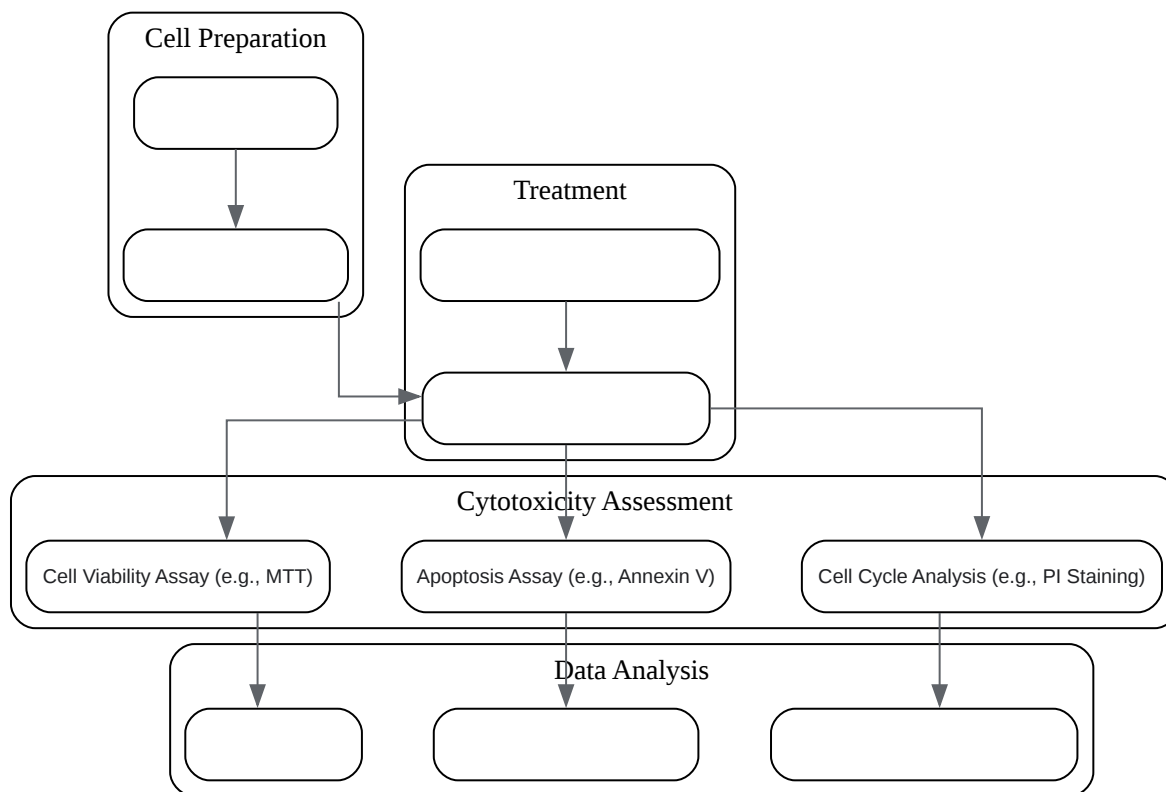 Cell Preparation
Treatment
Cytotoxicity Assessment
Cell Viability Assay (e.g., MTT)
Apoptosis Assay (e.g., Annexin V)
Cell Cycle Analysis (e.g., PI Staining)
Data Analysis